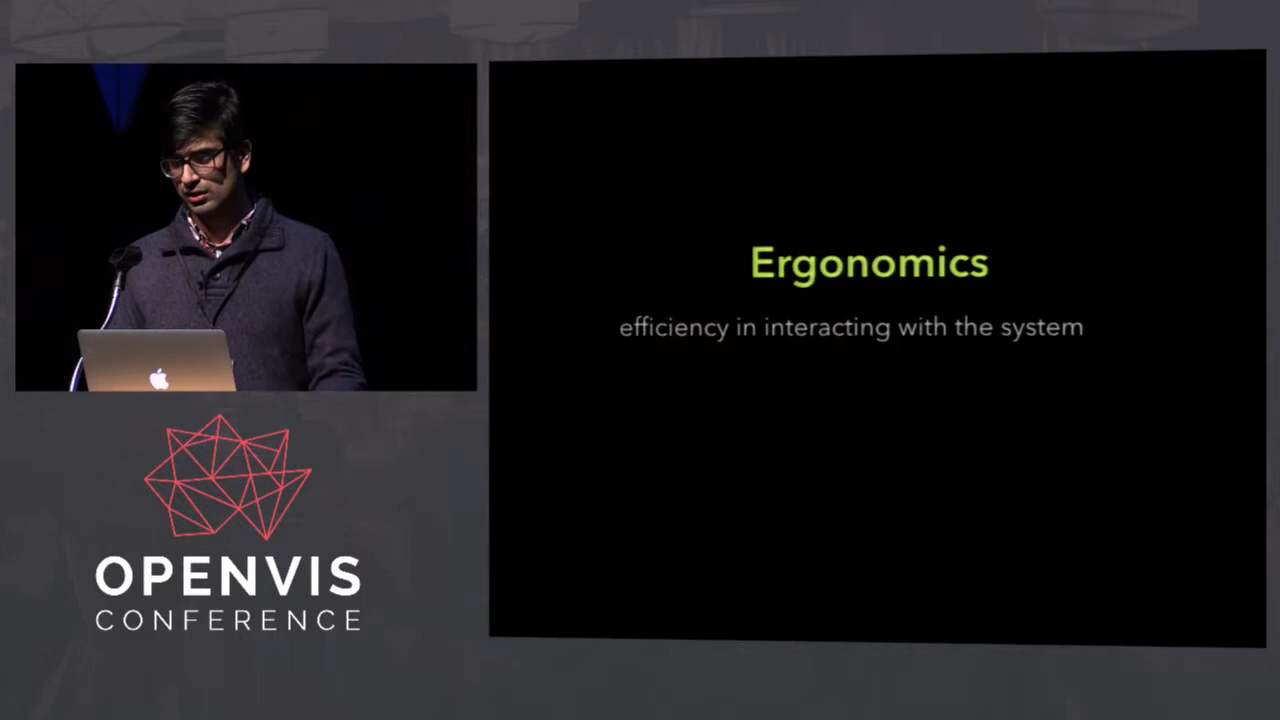 Ergonomics
efficiency in interacting with the system
OPENVIS
CONFERENCE